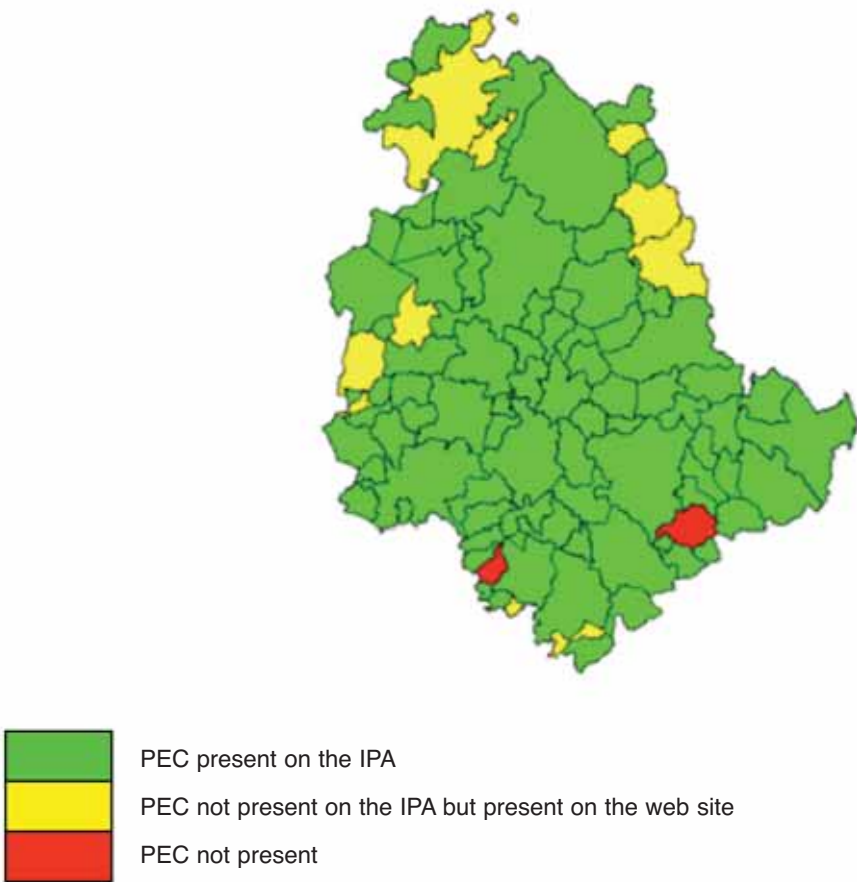 PEC present on the IPA
PEC not present on the IPA but present on the web site
PEC not present